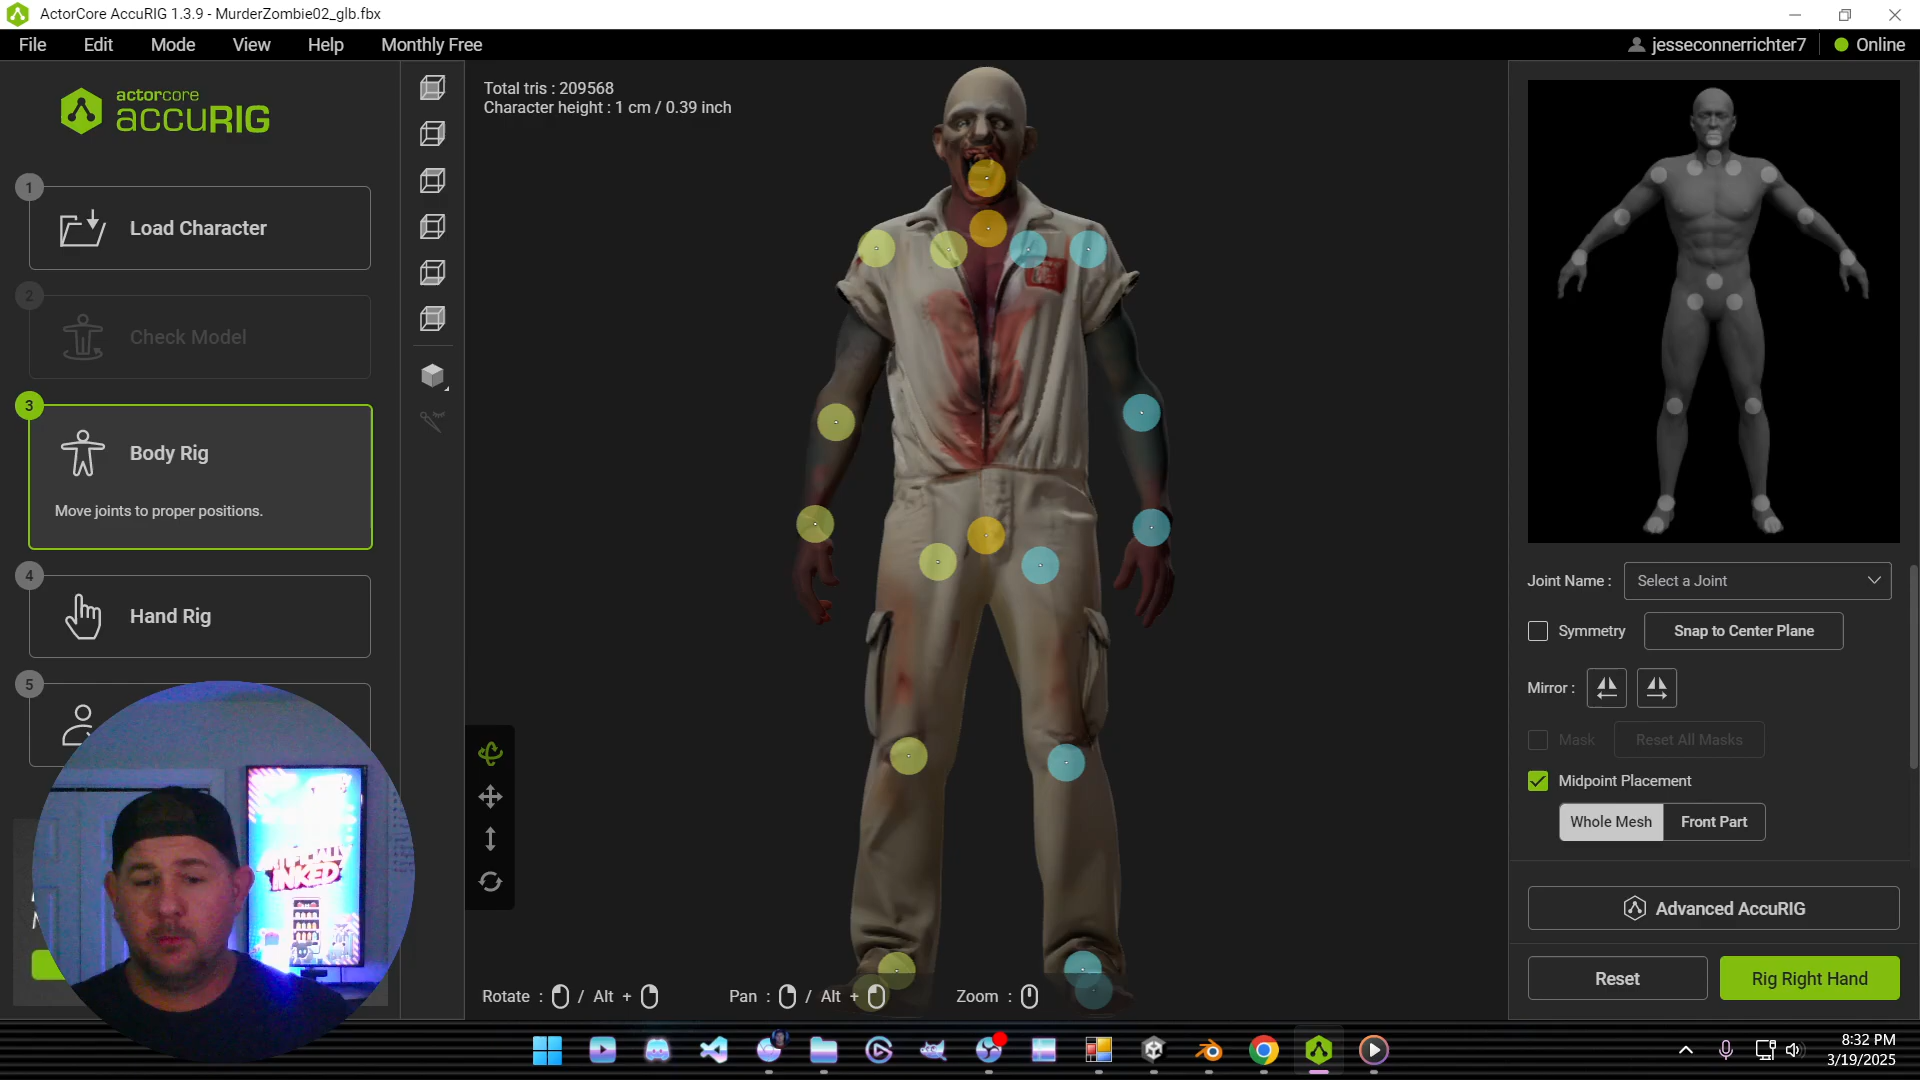 ActorCore AccuRIG 1.3.9 - MurderZombie02_glb.fbx
File Edit Mode View Help Monthly Free
jesseconnerrichter7 Online
actorcore
accuRIG
Total tris : 209568
Character height : 1 cm / 0.39 inch
1
Load Character
2
Check Model
3
Body Rig
Move joints to proper positions.
4
Hand Rig
5
ARTIFICIALLY
INKED
Joint Name : Select a Joint
Symmetry Snap to Center Plane
Mirror :
Mask Reset All Masks
Midpoint Placement
Whole Mesh Front Part
Advanced AccuRIG
Reset Rig Right Hand
Rotate : / Alt + Pan : / Alt + Zoom :
8:32 PM
3/19/2025